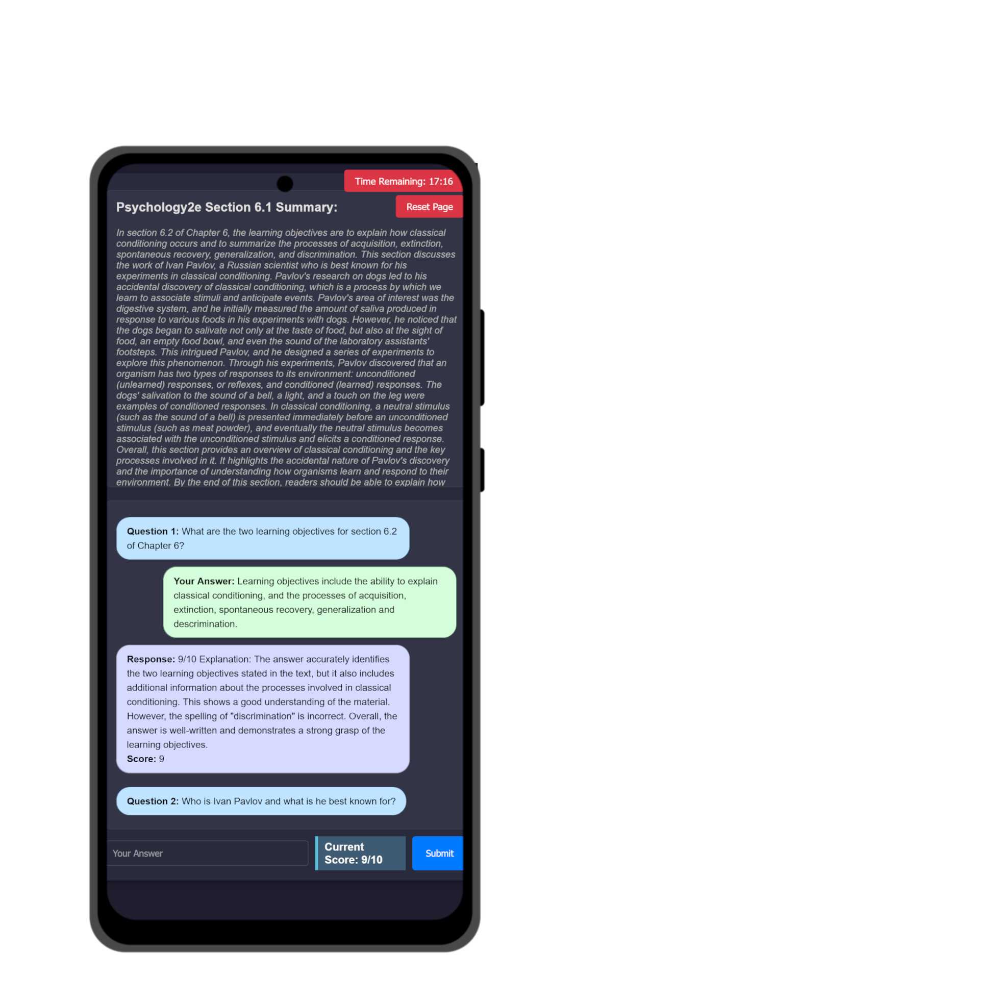 Time Remaining: 17:16
Psychology2e Section 6.1 Summary:
Reset Page
In section 6.2 of Chapter 6, the learning objectives are to explain how classical
conditioning occurs and to summarize the processes of acquisition, extinction,
spontaneous recovery, generalization, and discrimination. This section discusses
the work of Ivan Pavlov, a Russian scientist who is best known for his
experiments in classical conditioning. Pavlov's research on dogs led to his
accidental discovery of classical conditioning, which is a process by which we
learn to associate stimuli and anticipate events. Pavlov's area of interest was the
digestive system, and he initially measured the amount of saliva produced in
response to various foods in his experiments with dogs. However, he noticed that
the dogs began to salivate not only at the taste of food, but also at the sight of
food, an empty food bowl, and even the sound of the laboratory assistants'
footsteps. This intrigued Pavlov, and he designed a series of experiments to
explore this phenomenon. Through his experiments, Pavlov discovered that an
organism has two types of responses to its environment: unconditioned
(unlearned) responses, or reflexes, and conditioned (learned) responses. The
dogs' salivation to the sound of a bell, a light, and a touch on the leg were
examples of conditioned responses. In classical conditioning, a neutral stimulus
(such as the sound of a bell) is presented immediately before an unconditioned
stimulus (such as meat powder), and eventually the neutral stimulus becomes
associated with the unconditioned stimulus and elicits a conditioned response.
Overall, this section provides an overview of classical conditioning and the key
processes involved in it. It highlights the accidental nature of Pavlov's discovery
and the importance of understanding how organisms learn and respond to their
environment. By the end of this section, readers should be able to explain how
Question 1: What are the two learning objectives for section 6.2
of Chapter 6?
Your Answer: Learning objectives include the ability to explain
classical conditioning, and the processes of acquisition,
extinction, spontaneous recovery, generalization and
descrimination.
Response: 9/10 Explanation: The answer accurately identifies
the two learning objectives stated in the text, but it also includes
additional information about the processes involved in classical
conditioning. This shows a good understanding of the material.
However, the spelling of "discrimination" is incorrect. Overall, the
answer is well-written and demonstrates a strong grasp of the
learning objectives.
Score: 9
Question 2: Who is Ivan Pavlov and what is he best known for?
Your Answer
Current
Score: 9/10
Submit